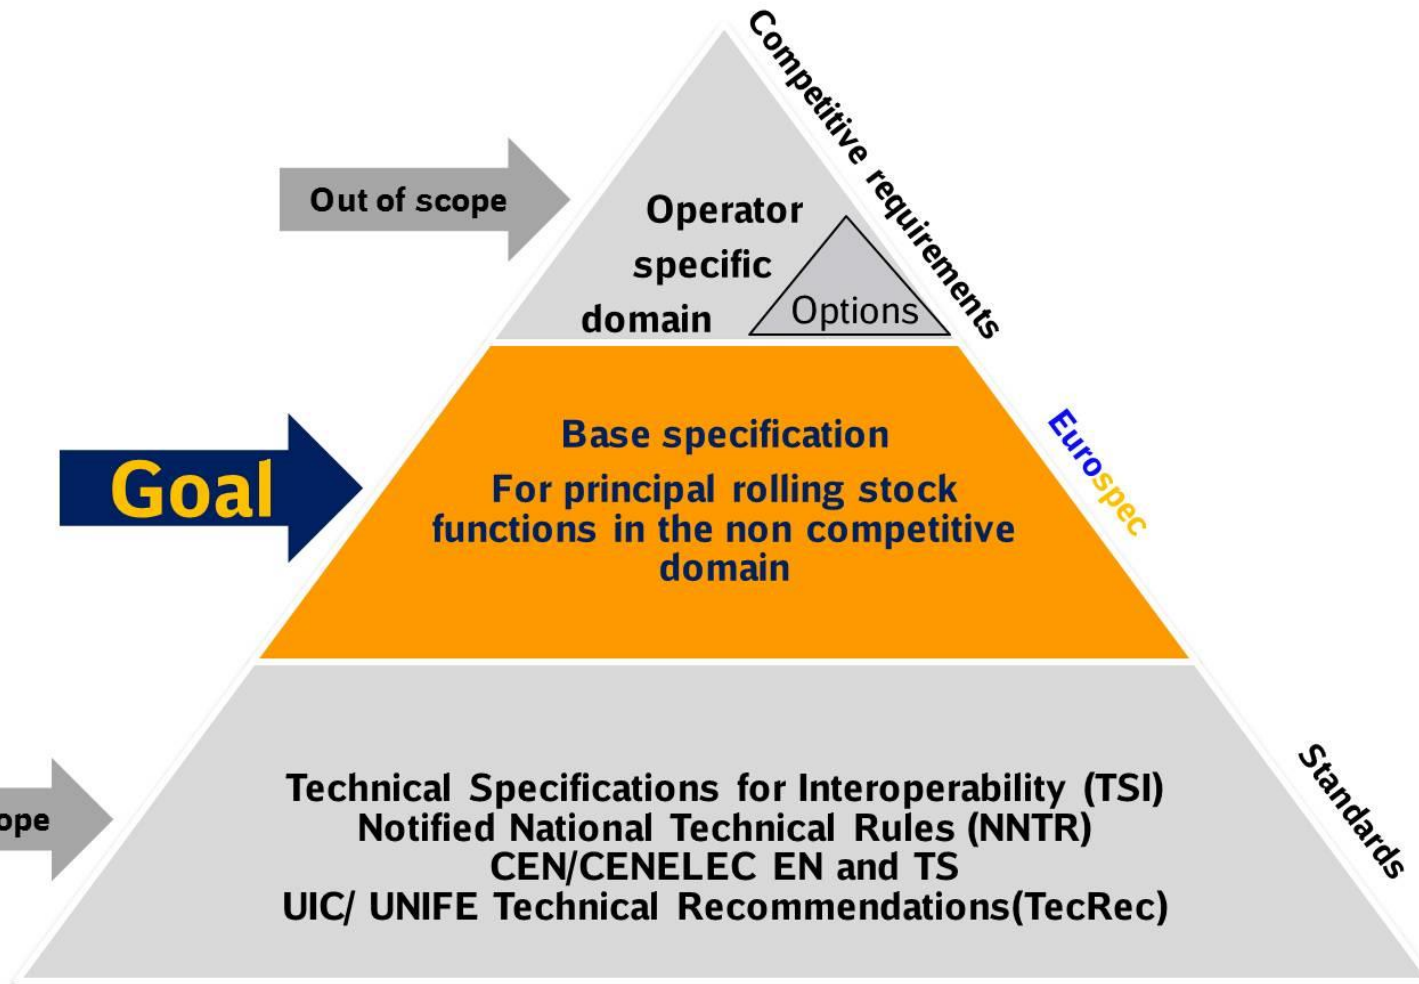 Competitive requirements
Out of scope
Operator
specific
domain
Options
Goal
Base specification
For principal rolling stock
functions in the non competitive
domain
Eurospec
ope
Technical Specifications for Interoperability (TSI)
Notified National Technical Rules (NNTR)
CEN/CENELEC EN and TS
UIC/ UNIFE Technical Recommendations(TecRec)
Standards